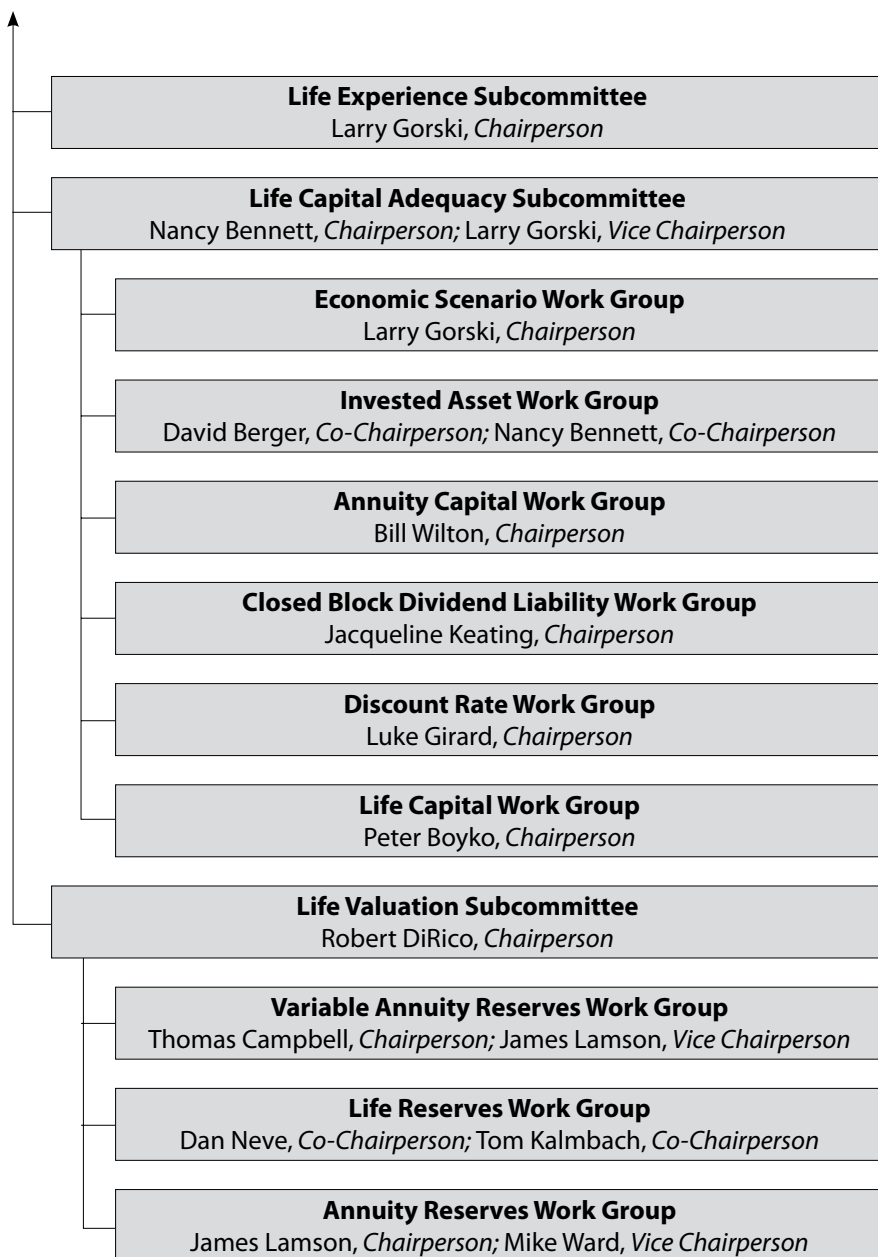 Life Experience Subcommittee
Larry Gorski, Chairperson
Life Capital Adequacy Subcommittee
Nancy Bennett, Chairperson; Larry Gorski, Vice Chairperson
Economic Scenario Work Group
Larry Gorski, Chairperson
Invested Asset Work Group
David Berger, Co-Chairperson; Nancy Bennett, Co-Chairperson
Annuity Capital Work Group
Bill Wilton, Chairperson
Closed Block Dividend Liability Work Group
Jacqueline Keating, Chairperson
Discount Rate Work Group
Luke Girard, Chairperson
Life Capital Work Group
Peter Boyko, Chairperson
Life Valuation Subcommittee
Robert DiRico, Chairperson
Variable Annuity Reserves Work Group
Thomas Campbell, Chairperson; James Lamson, Vice Chairperson
Life Reserves Work Group
Dan Neve, Co-Chairperson; Tom Kalmbach, Co-Chairperson
Annuity Reserves Work Group
James Lamson, Chairperson; Mike Ward, Vice Chairperson